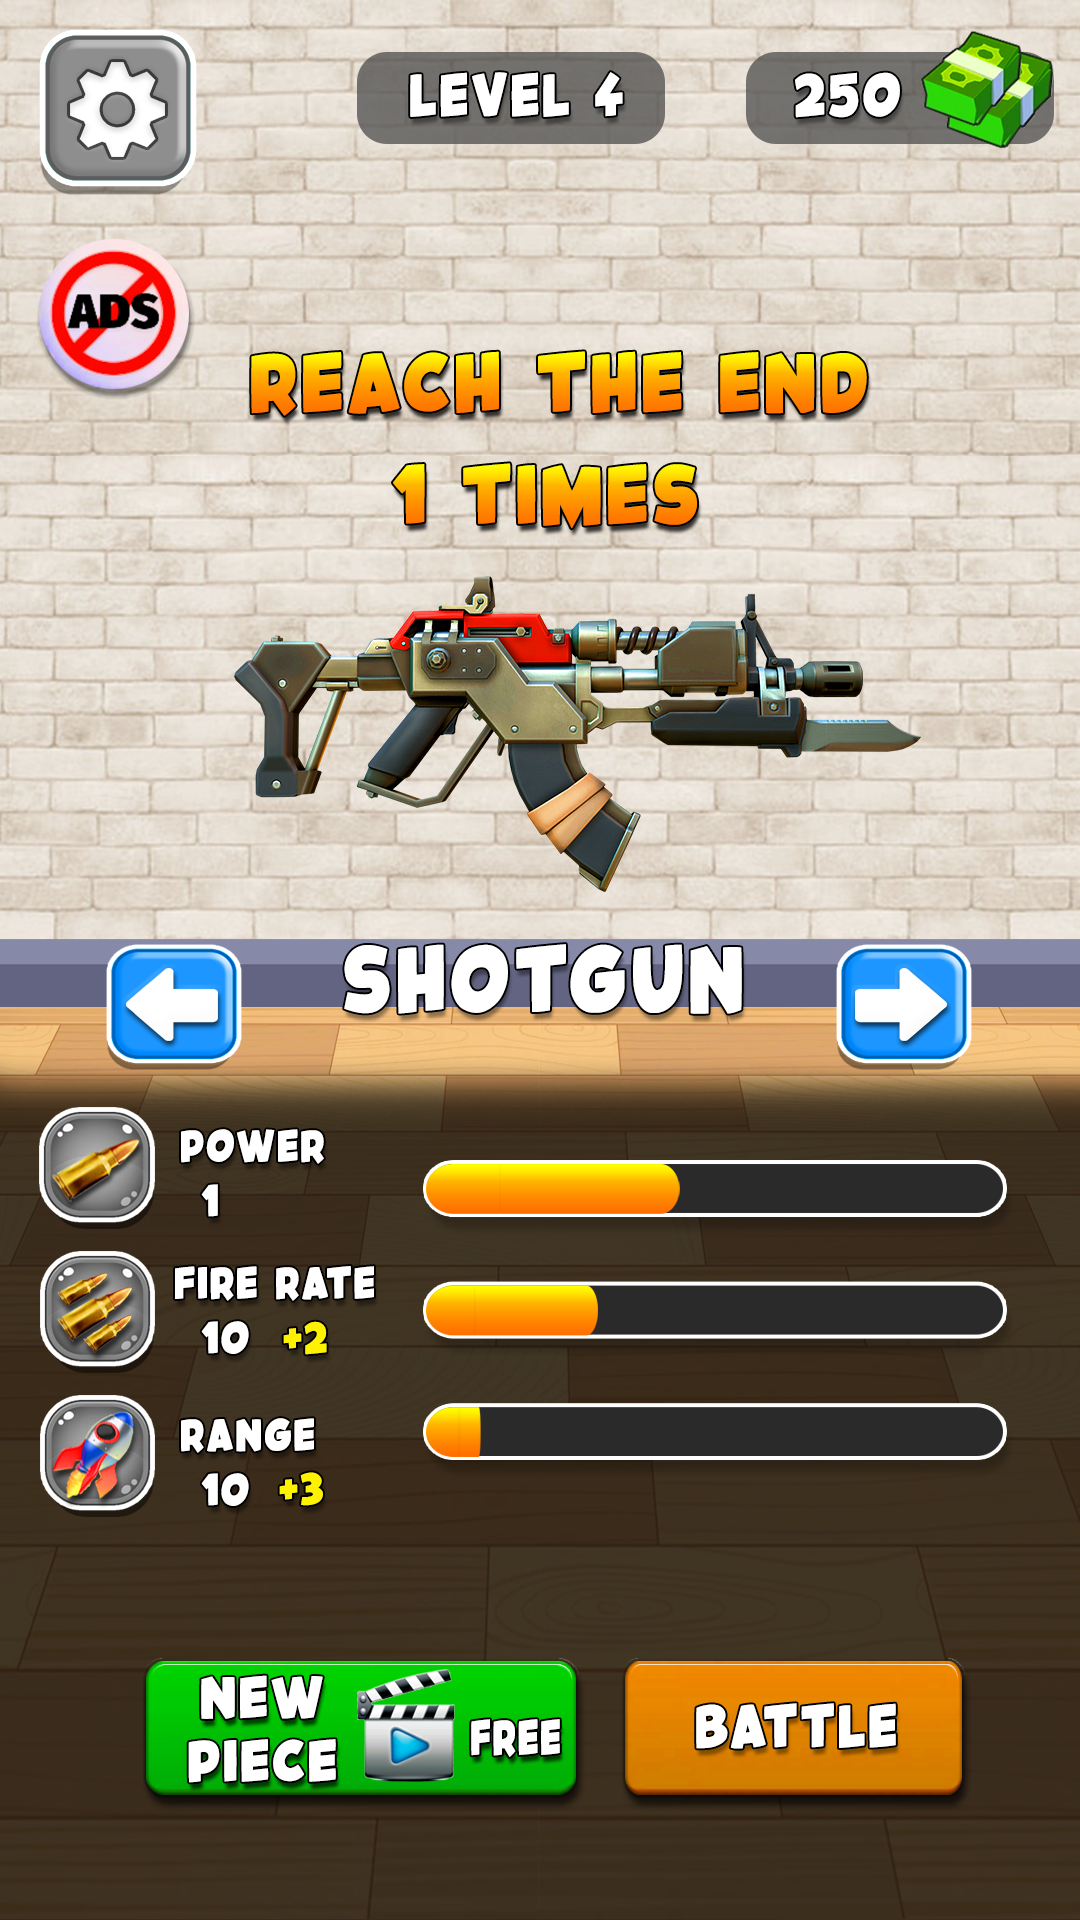 LEVEL 4
250
ADS
REACH THE END
1 TIMES
SHOTGUN
POWER
1
FIRE RATE
10 +2
RANGE
10 +3
NEW
PIECE
FREE
BATTLE